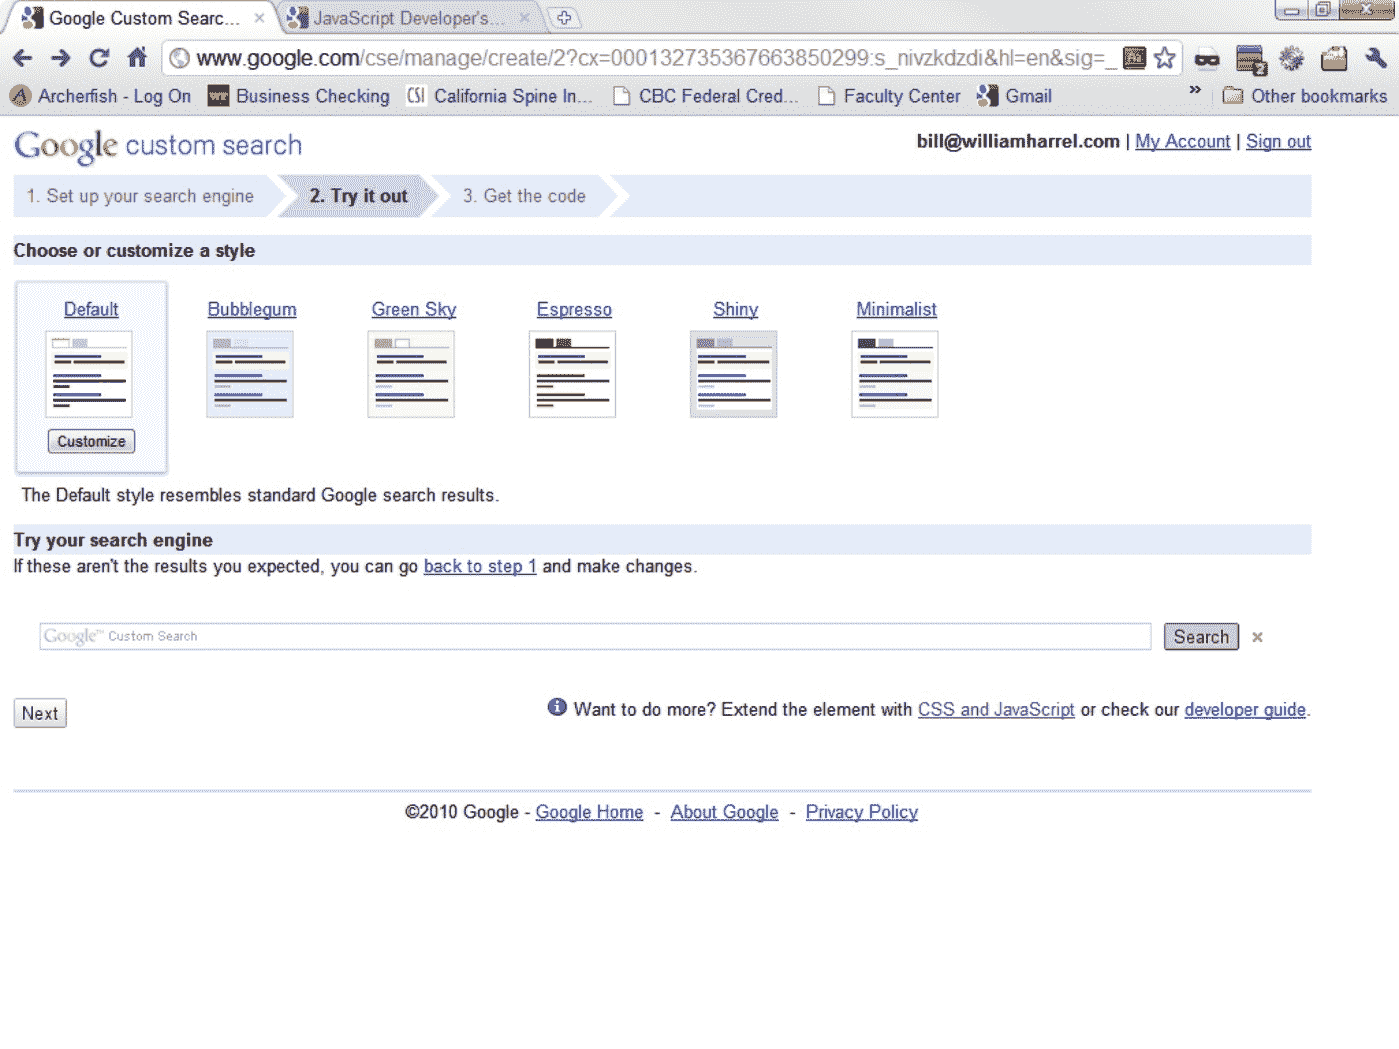 Google Custom Searc... JavaScript Developer's...
www.google.com/cse/manage/create/2?cx=000132735367663850299:s_nivzkdzdi&hl=en&sig=_
Archerfish - Log On Business Checking CSI California Spine In... CBC Federal Cred... Faculty Center Gmail » Other bookmarks
Google custom search
bill@williamharrel.com | My Account | Sign out
1. Set up your search engine 2. Try it out 3. Get the code
Choose or customize a style
Default Bubblegum Green Sky Espresso Shiny Minimalist
Customize
The Default style resembles standard Google search results.
Try your search engine
If these aren't the results you expected, you can go back to step 1 and make changes.
Google™ Custom Search Search ×
Next
Want to do more? Extend the element with CSS and JavaScript or check our developer guide.
©2010 Google - Google Home - About Google - Privacy Policy